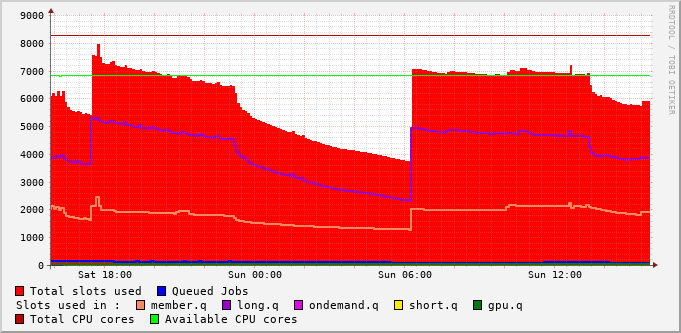 RRDTOOL / TOBI OETIKER
9000
8000
7000
6000
5000
4000
3000
2000
1000
0
Sat 18:00 Sun 00:00 Sun 06:00 Sun 12:00
Total slots used Queued Jobs
Slots used in : member.q long.q ondemand.q short.q gpu.q
Total CPU cores Available CPU cores